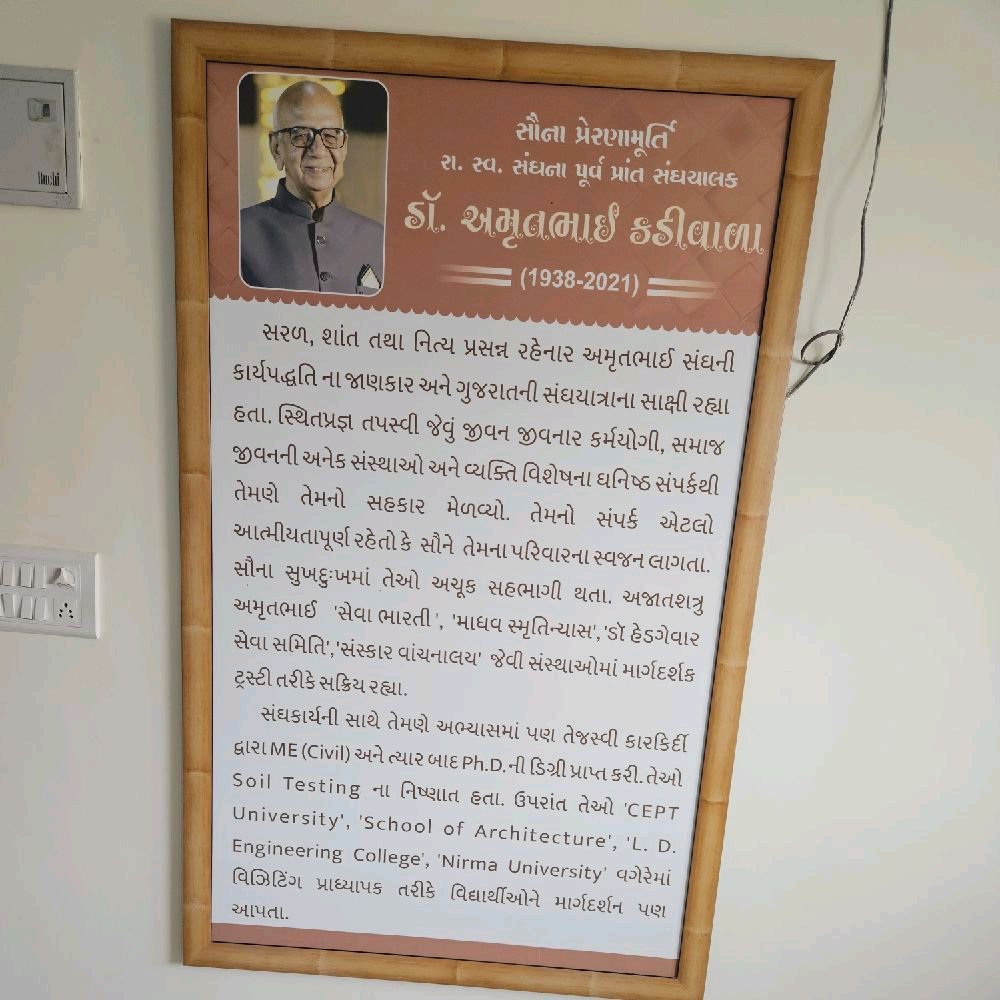 Ruchi
સૌના પ્રેરણામૂર્તિ
રા. સ્વ. સંઘના પૂર્વ પ્રાંત સંઘચાલક
ડૉ. અમૃતભાઈ કડીવાળા
(1938-2021)
સરળ, શાંત તથા નિત્ય પ્રસન્ન રહેનાર અમૃતભાઈ સંઘની
કાર્યપદ્ધતિ ના જાણકાર અને ગુજરાતની સંઘયાત્રાના સાક્ષી રહ્યા
હતા. સ્થિતપ્રજ્ઞ તપસ્વી જેવું જીવન જીવનાર કર્મયોગી, સમાજ
જીવનની અનેક સંસ્થાઓ અને વ્યક્તિ વિશેષના ઘનિષ્ઠ સંપર્કથી
તેમણે તેમનો સહકાર મેળવ્યો. તેમનો સંપર્ક એટલો
આત્મીયતાપૂર્ણ રહેતો કે સૌને તેમના પરિવારના સ્વજન લાગતા.
સૌના સુખદુઃખમાં તેઓ અચૂક સહભાગી થતા. અજાતશત્રુ
અમૃતભાઈ 'સેવા ભારતી', 'માધવ સ્મૃતિન્યાસ','ડૉ હેડગેવાર
સેવા સમિતિ','સંસ્કાર વાંચનાલય' જેવી સંસ્થાઓમાં માર્ગદર્શક
ટ્રસ્ટી તરીકે સક્રિય રહ્યા.
સંઘકાર્યની સાથે તેમણે અભ્યાસમાં પણ તેજસ્વી કારકિર્દી
દ્વારા ME (Civil) અને ત્યાર બાદ Ph.D. ની ડિગ્રી પ્રાપ્ત કરી. તેઓ
Soil Testing ના નિષ્ણાત હતા. ઉપરાંત તેઓ 'CEPT
University', 'School of Architecture', 'L. D.
Engineering College', 'Nirma University' વગેરેમાં
વિઝિટિંગ પ્રાધ્યાપક તરીકે વિદ્યાર્થીઓને માર્ગદર્શન પણ
આપતા.